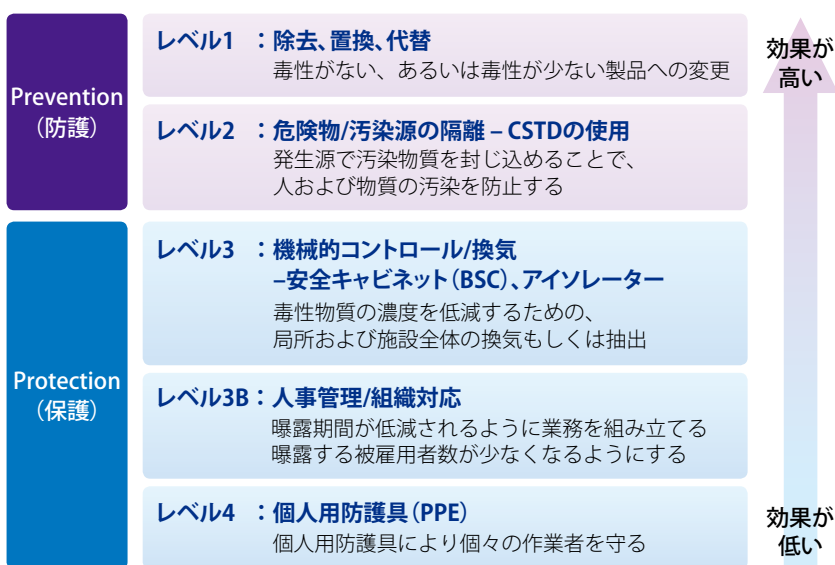 Prevention
（防護）
レベル1 ：除去、置換、代替
毒性がない、あるいは毒性が少ない製品への変更
レベル2 ：危険物/汚染源の隔離 – CSTDの使用
発生源で汚染物質を封じ込めることで、
人および物質の汚染を防止する
Protection
（保護）
レベル3 ：機械的コントロール/換気
–安全キャビネット（BSC）、アイソレーター
毒性物質の濃度を低減するための、
局所および施設全体の換気もしくは抽出
レベル3B：人事管理/組織対応
曝露期間が低減されるように業務を組み立てる
曝露する被雇用者数が少なくなるようにする
レベル4 ：個人用防護具（PPE）
個人用防護具により個々の作業者を守る
効果が
高い
効果が
低い